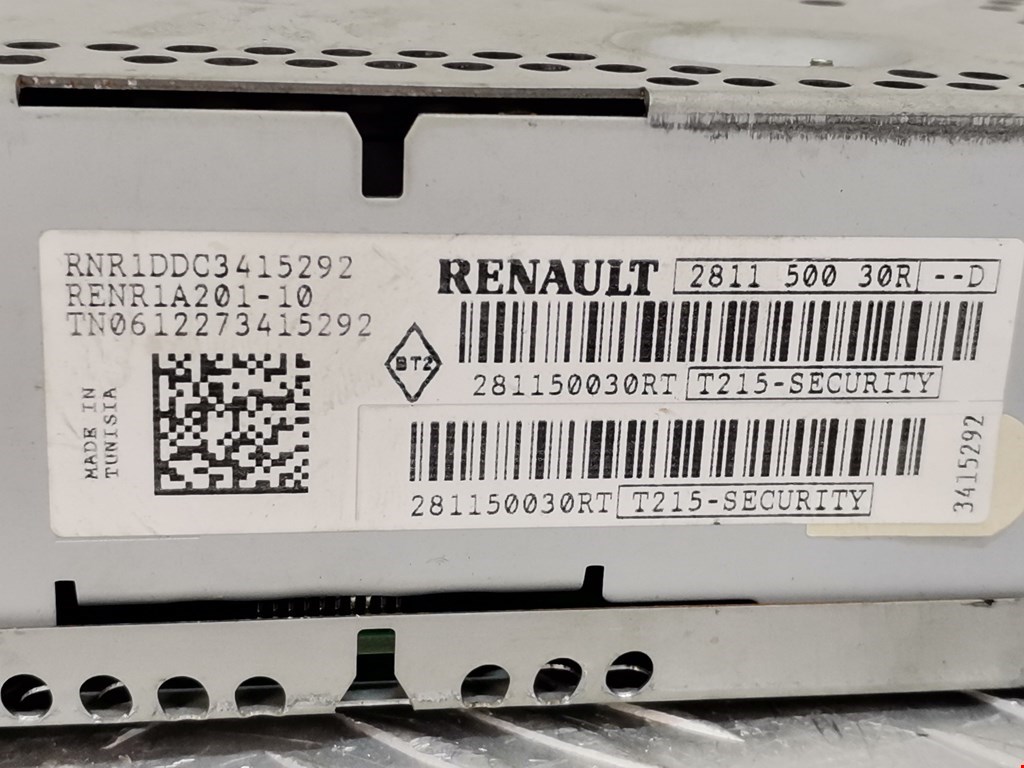 RNR1DDC3415292
RENR1A201-10
TN0612273415292
MADE IN
TUNISIA
RENAULT 2811 500 30R --D
BT2
281150030RT T215-SECURITY
281150030RT T215-SECURITY
3415292